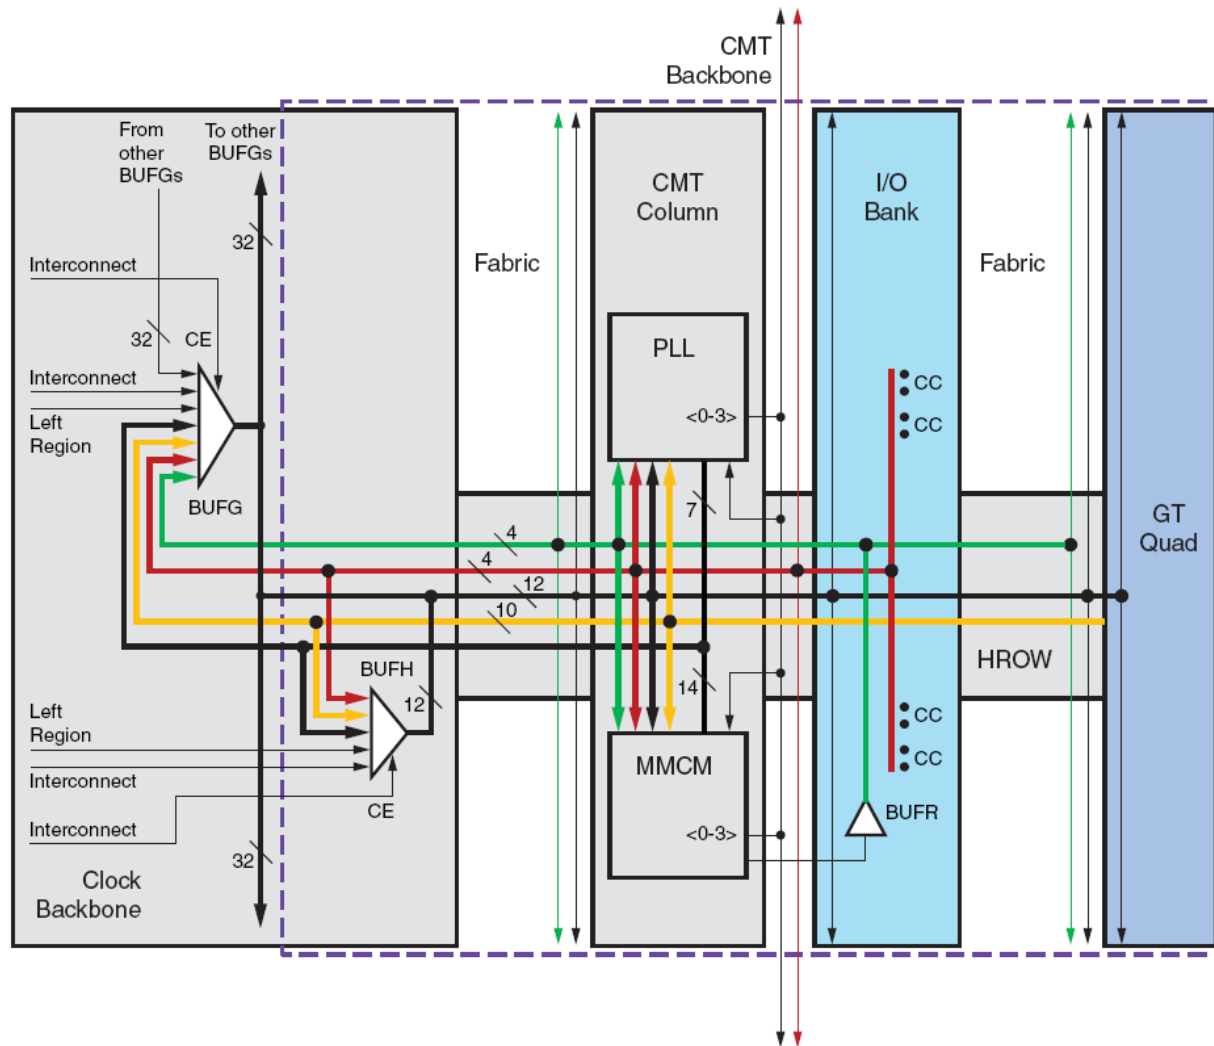 CMT
Backbone
From
other
BUFGs
To other
BUFGs
32
Interconnect
32
CE
Interconnect
Left
Region
BUFG
Fabric
CMT
Column
I/O
Bank
Fabric
PLL
<0-3>
CC
CC
7
GT
Quad
4
4
12
10
HROW
BUFH
12
14
Left
Region
Interconnect
CE
Interconnect
32
Clock
Backbone
MMCM
<0-3>
CC
CC
BUFR